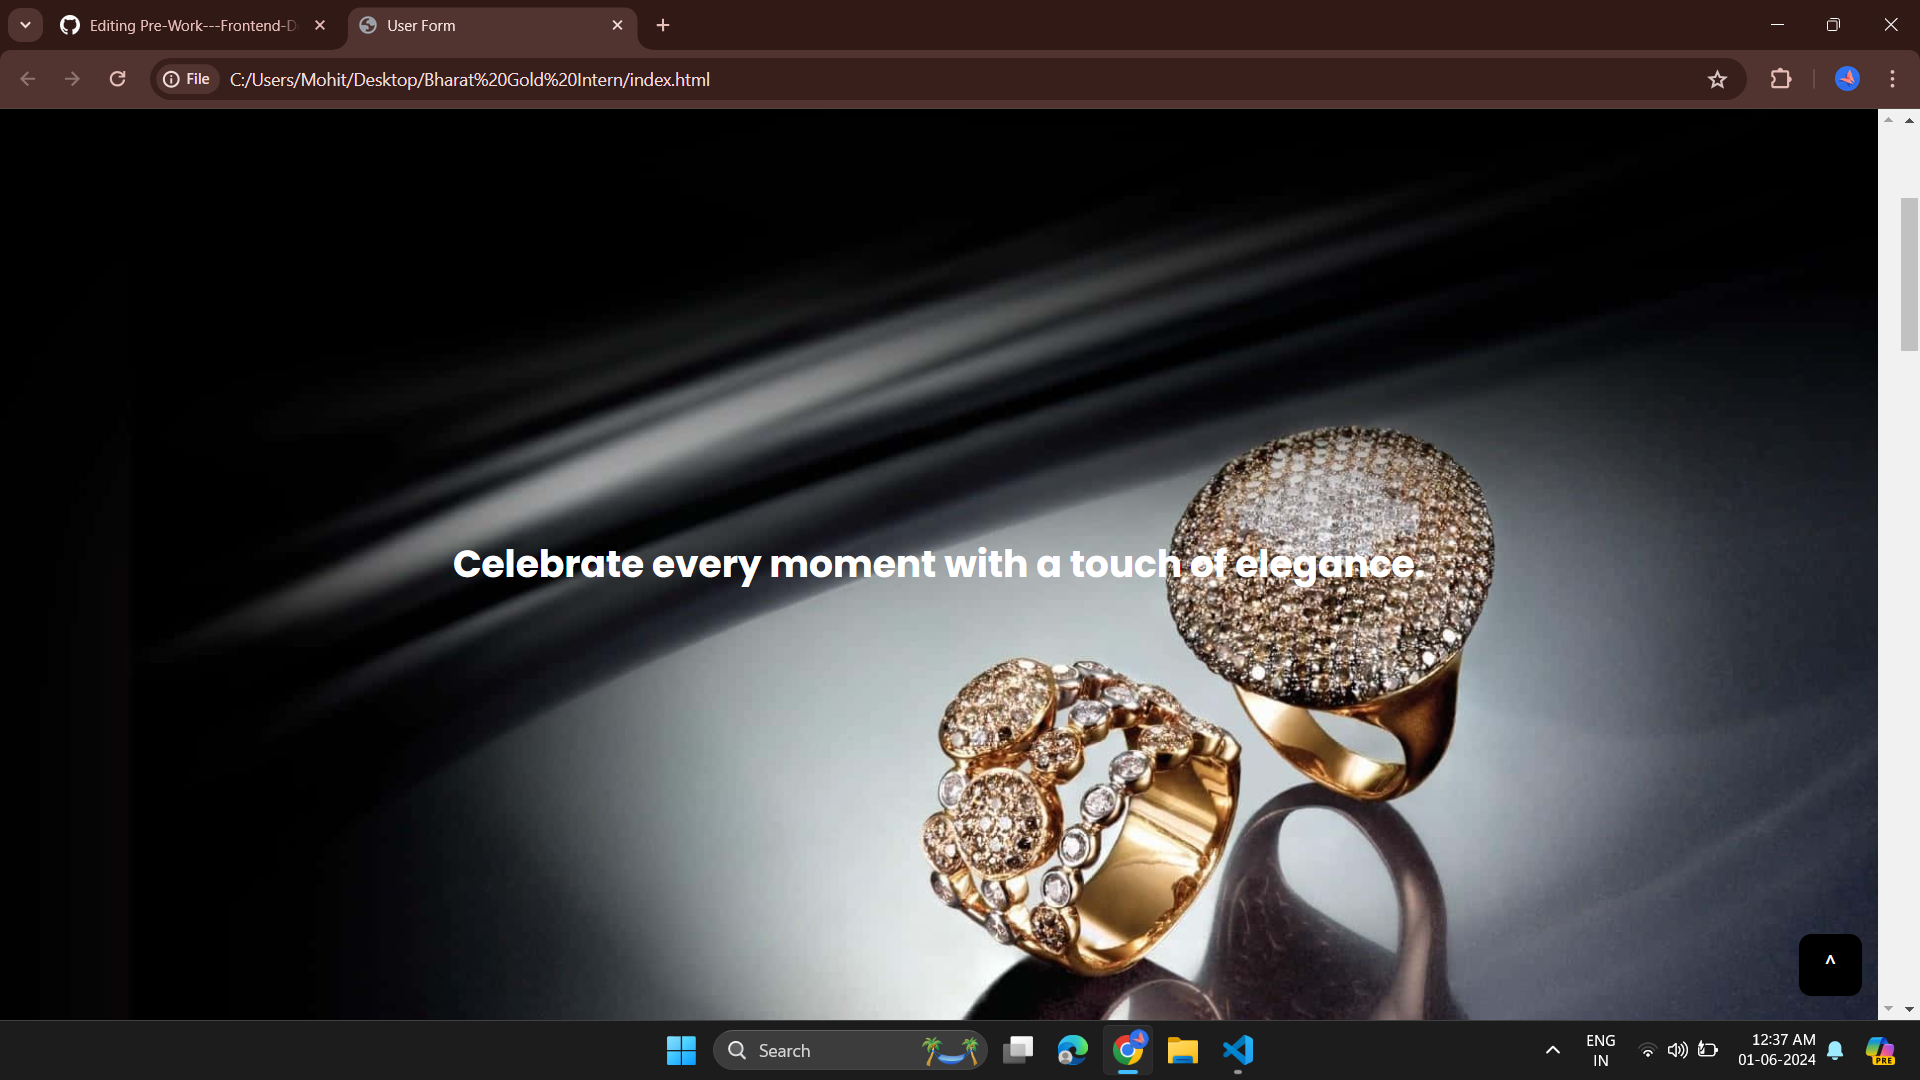 Editing Pre-Work---Frontend-D
User Form
File
C:/Users/Mohit/Desktop/Bharat%20Gold%20Intern/index.html
Celebrate every moment with a touch of elegance.
^
Search
ENG
IN
12:37 AM
01-06-2024
PRE